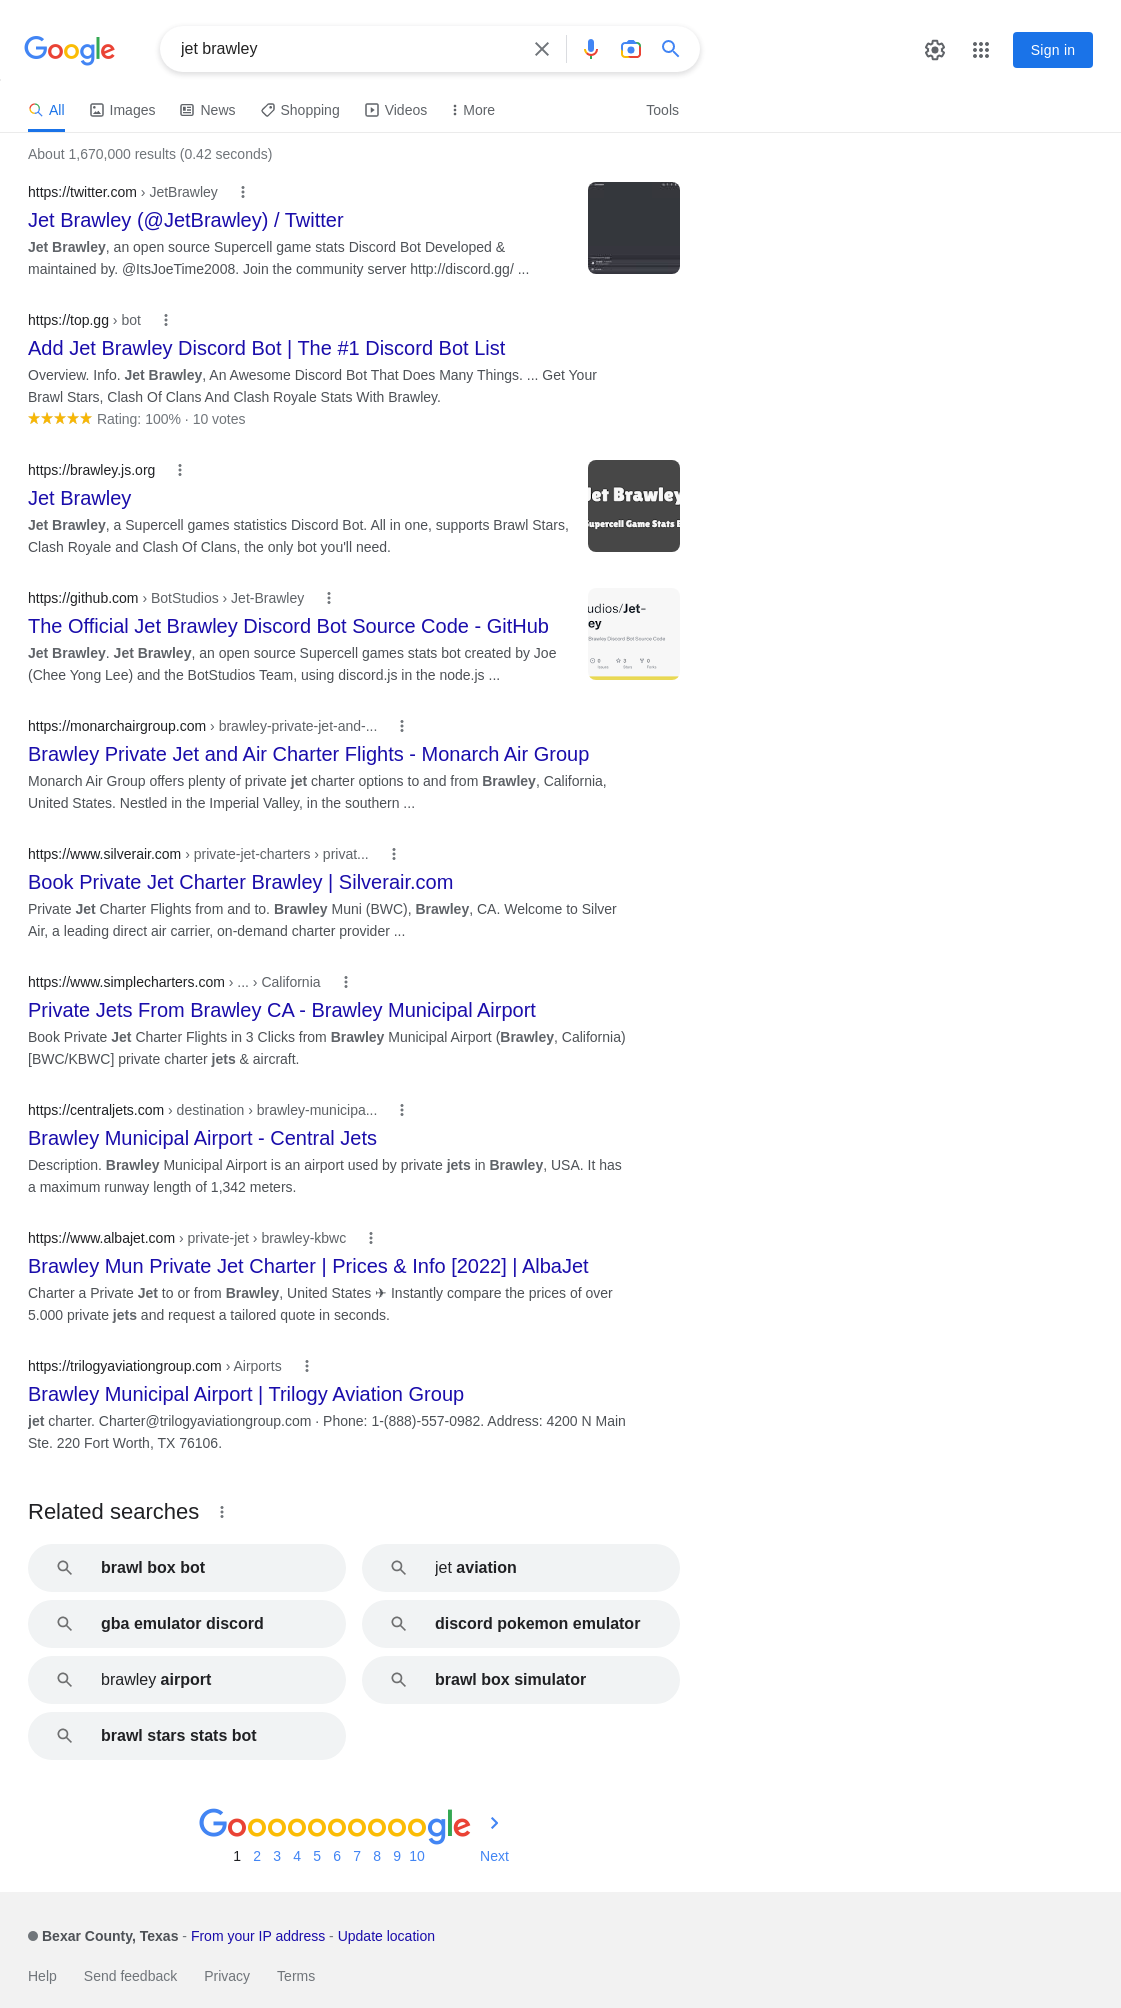 Google
jet brawley
Sign in
All
Images
News
Shopping
Videos
More
Tools
About 1,670,000 results (0.42 seconds)
https://twitter.com › JetBrawley
Jet Brawley (@JetBrawley) / Twitter
Jet Brawley, an open source Supercell game stats Discord Bot Developed &
maintained by. @ItsJoeTime2008. Join the community server http://discord.gg/ ...
https://top.gg › bot
Add Jet Brawley Discord Bot | The #1 Discord Bot List
Overview. Info. Jet Brawley, An Awesome Discord Bot That Does Many Things. ... Get Your
Brawl Stars, Clash Of Clans And Clash Royale Stats With Brawley.
Rating: 100% · 10 votes
https://brawley.js.org
Jet Brawley
Jet Brawley, a Supercell games statistics Discord Bot. All in one, supports Brawl Stars,
Clash Royale and Clash Of Clans, the only bot you'll need.
Jet Brawley
Supercell Game Stats B
https://github.com › BotStudios › Jet-Brawley
The Official Jet Brawley Discord Bot Source Code - GitHub
Jet Brawley. Jet Brawley, an open source Supercell games stats bot created by Joe
(Chee Yong Lee) and the BotStudios Team, using discord.js in the node.js ...
udios/Jet-
ey
Brawley Discord Bot Source Code
https://monarchairgroup.com › brawley-private-jet-and-...
Brawley Private Jet and Air Charter Flights - Monarch Air Group
Monarch Air Group offers plenty of private jet charter options to and from Brawley, California,
United States. Nestled in the Imperial Valley, in the southern ...
https://www.silverair.com › private-jet-charters › privat...
Book Private Jet Charter Brawley | Silverair.com
Private Jet Charter Flights from and to. Brawley Muni (BWC), Brawley, CA. Welcome to Silver
Air, a leading direct air carrier, on-demand charter provider ...
https://www.simplecharters.com › ... › California
Private Jets From Brawley CA - Brawley Municipal Airport
Book Private Jet Charter Flights in 3 Clicks from Brawley Municipal Airport (Brawley, California)
[BWC/KBWC] private charter jets & aircraft.
https://centraljets.com › destination › brawley-municipa...
Brawley Municipal Airport - Central Jets
Description. Brawley Municipal Airport is an airport used by private jets in Brawley, USA. It has
a maximum runway length of 1,342 meters.
https://www.albajet.com › private-jet › brawley-kbwc
Brawley Mun Private Jet Charter | Prices & Info [2022] | AlbaJet
Charter a Private Jet to or from Brawley, United States ✈ Instantly compare the prices of over
5.000 private jets and request a tailored quote in seconds.
https://trilogyaviationgroup.com › Airports
Brawley Municipal Airport | Trilogy Aviation Group
jet charter. Charter@trilogyaviationgroup.com · Phone: 1-(888)-557-0982. Address: 4200 N Main
Ste. 220 Fort Worth, TX 76106.
Related searches
brawl box bot
jet aviation
gba emulator discord
discord pokemon emulator
brawley airport
brawl box simulator
brawl stars stats bot
Goooooooooogle
1 2 3 4 5 6 7 8 9 10 Next
Bexar County, Texas - From your IP address - Update location
Help Send feedback Privacy Terms